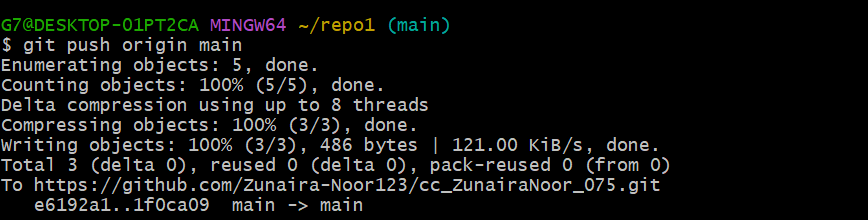 G7@DESKTOP-01PT2CA MINGW64 ~/repo1 (main)
$ git push origin main
Enumerating objects: 5, done.
Counting objects: 100% (5/5), done.
Delta compression using up to 8 threads
Compressing objects: 100% (3/3), done.
Writing objects: 100% (3/3), 486 bytes | 121.00 KiB/s, done.
Total 3 (delta 0), reused 0 (delta 0), pack-reused 0 (from 0)
To https://github.com/Zunaira-Noor123/cc_ZunairaNoor_075.git
   e6192a1..1f0ca09  main -> main